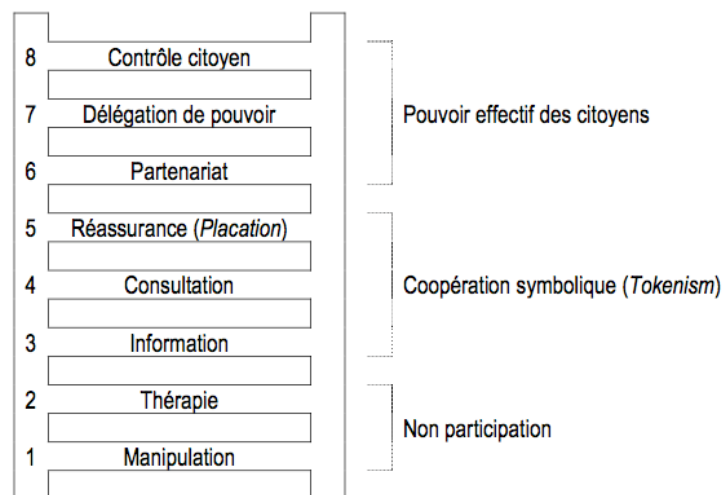 8 Contrôle citoyen
7 Délégation de pouvoir
Pouvoir effectif des citoyens
6 Partenariat
5 Réassurance (Placation)
4 Consultation
Coopération symbolique (Tokenism)
3 Information
2 Thérapie
Non participation
1 Manipulation